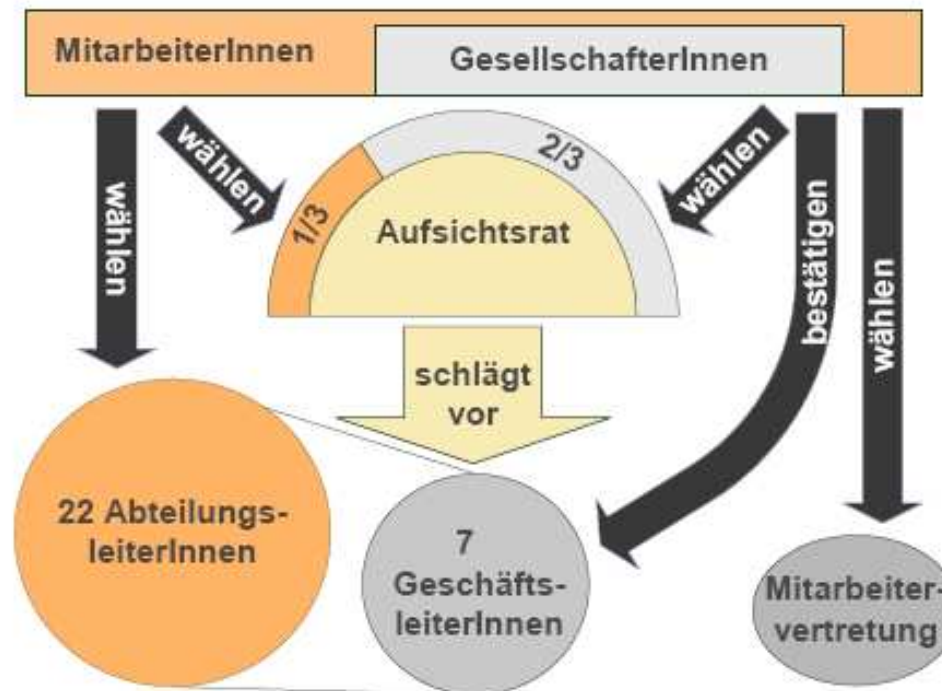 MitarbeiterInnen
GesellschafterInnen
wählen
wählen
1/3
2/3
wählen
bestätigen
wählen
Aufsichtsrat
schlägt
vor
22 Abteilungs-
leiterInnen
7
Geschäfts-
leiterInnen
Mitarbeiter-
vertretung